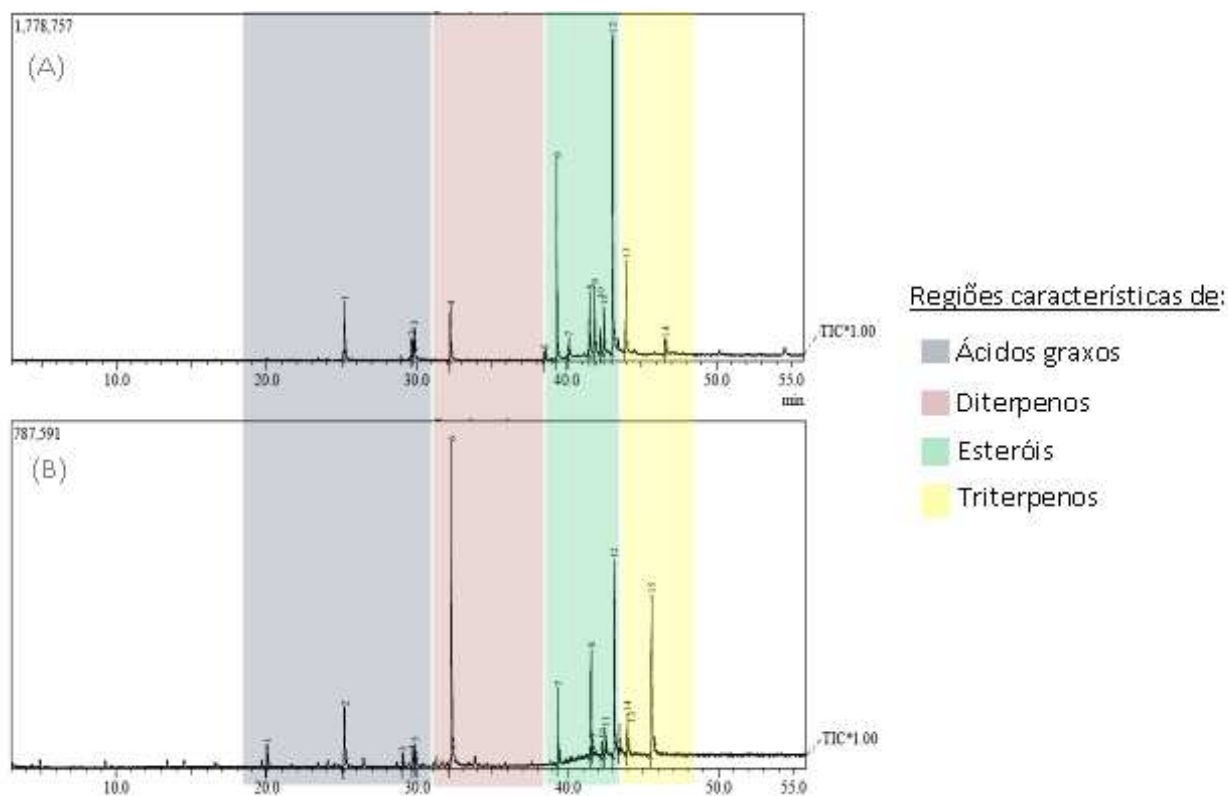 1,778,757
(A)
TIC*1.00
20.0 30.0 40.0 50.0 55.0
min
787,591
(B)
TIC*1.00
10.0 20.0 30.0 40.0 50.0 55.0
Regiões características de:
Ácidos graxos
Diterpenos
Esteróis
Triterpenos